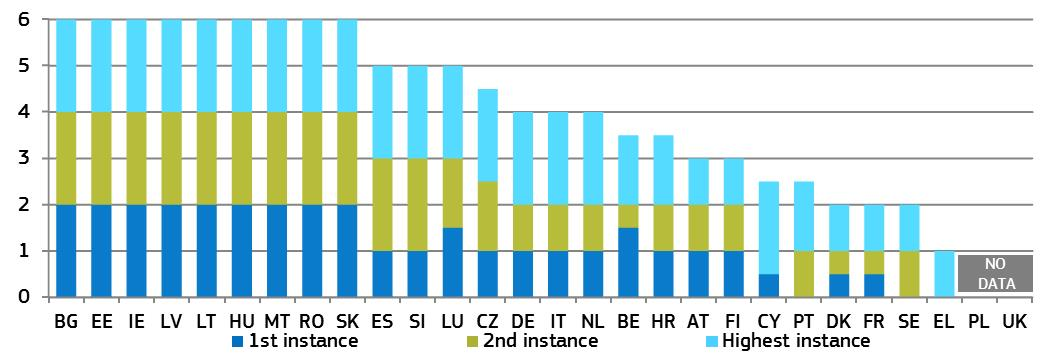 6
5
4
3
2
1
0
NO
DATA
BG EE IE LV LT HU MT RO SK ES SI LU CZ DE IT NL BE HR AT FI CY PT DK FR SE EL PL UK
1st instance 2nd instance Highest instance